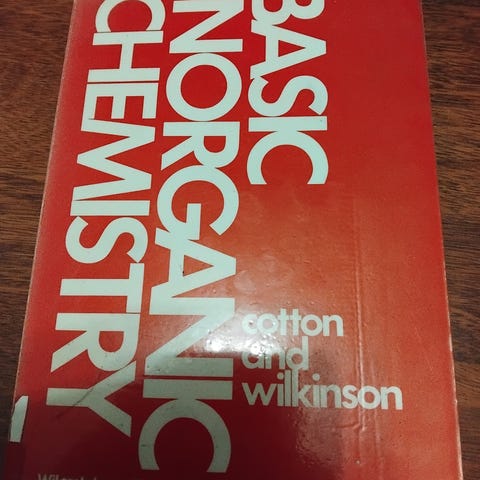 BASIC
INORGANIC
CHEMISTRY
cotton
and
wilkinson